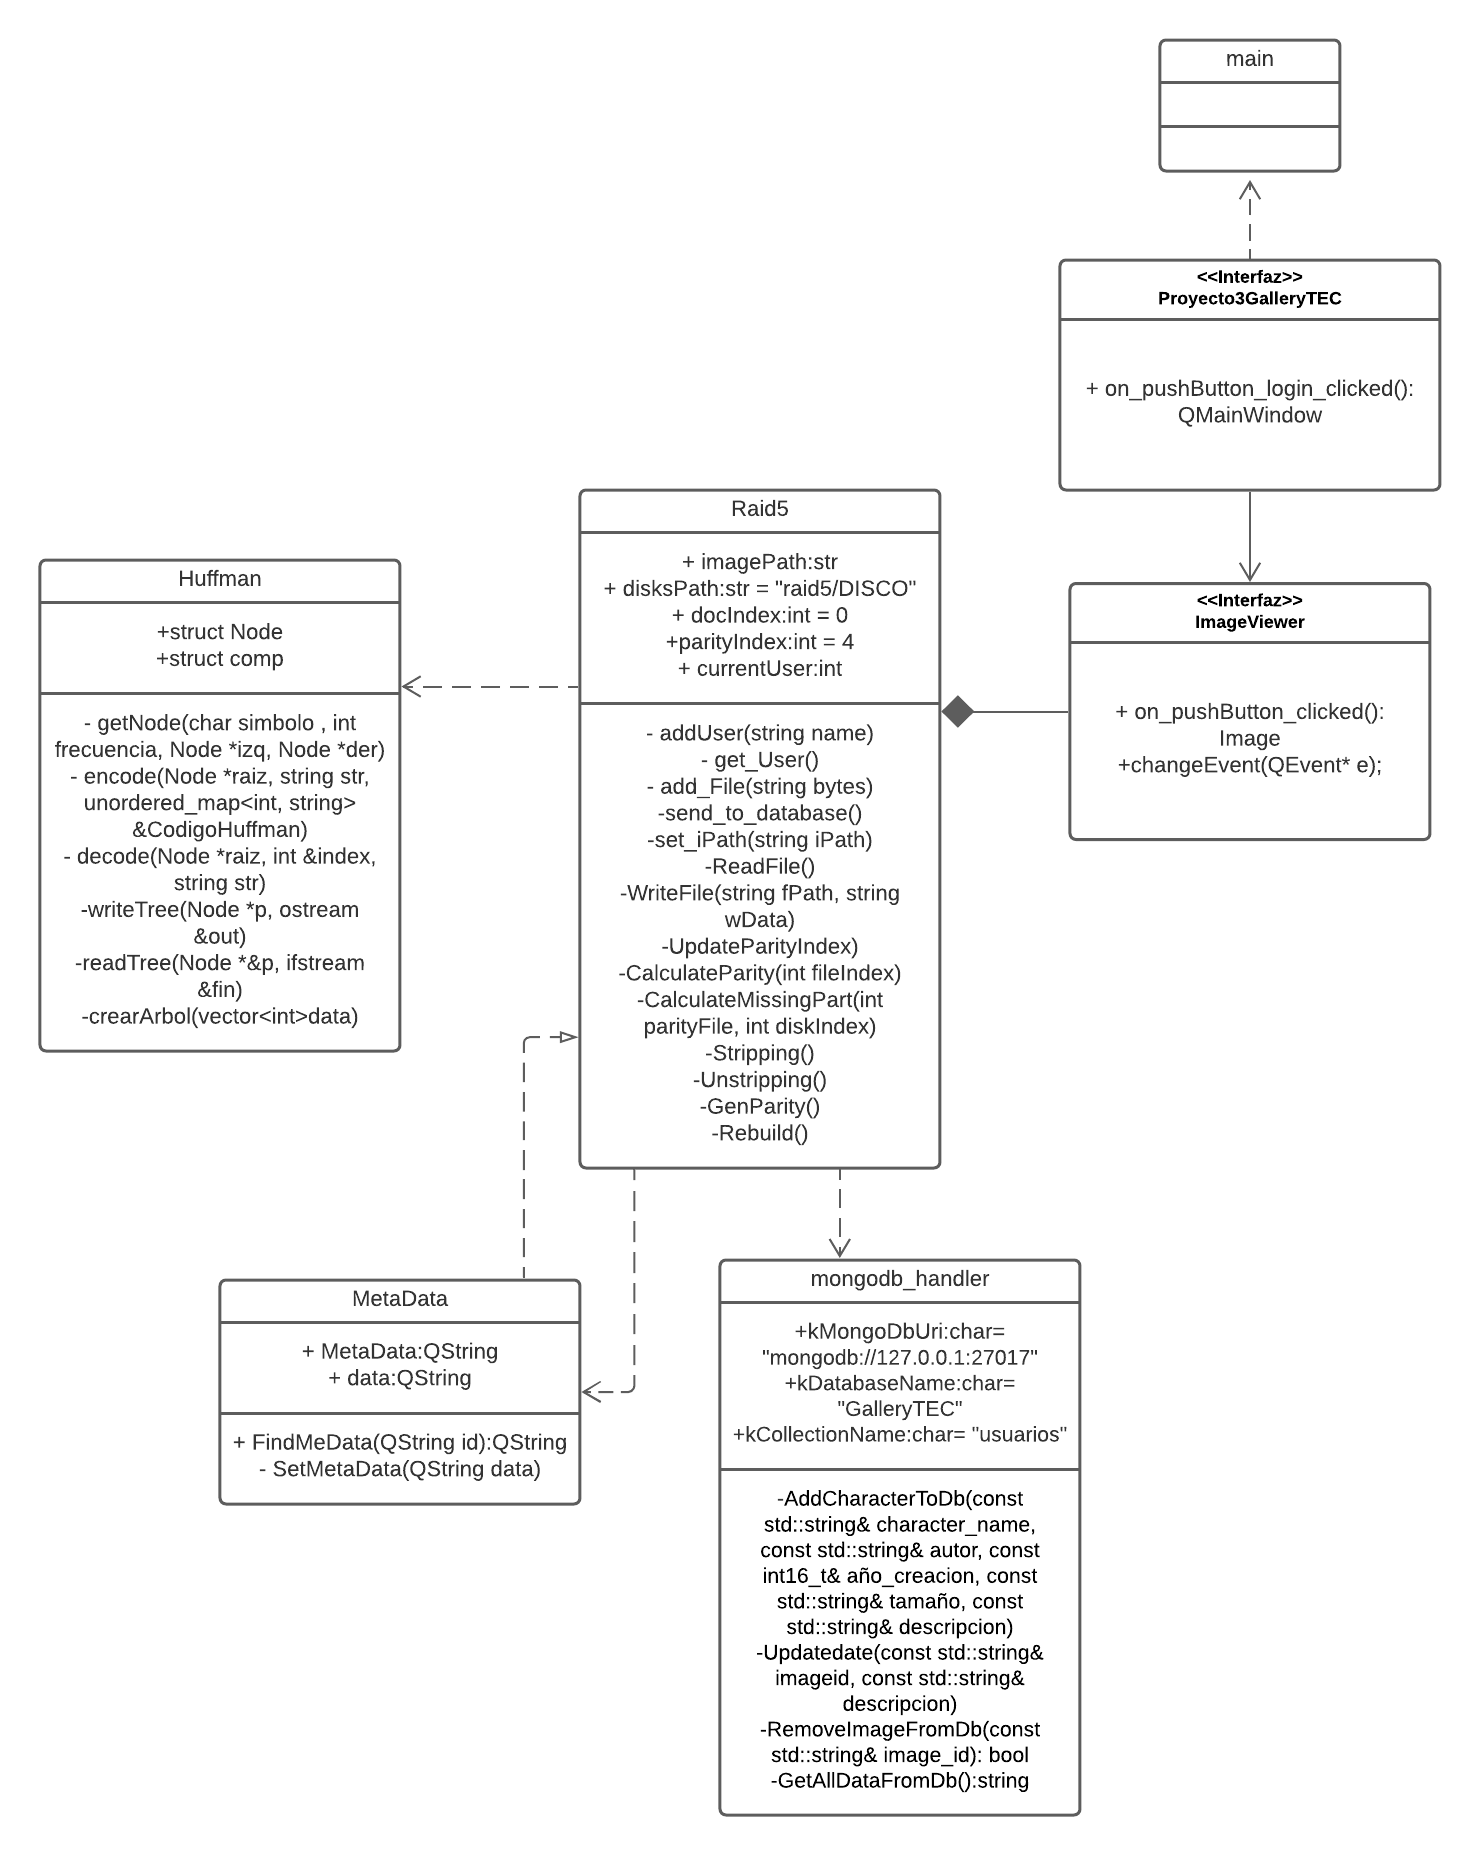 main
<<Interfaz>>
Proyecto3GalleryTEC
+ on_pushButton_login_clicked():
QMainWindow
<<Interfaz>>
ImageViewer
+ on_pushButton_clicked():
Image
+changeEvent(QEvent* e);
Raid5
+ imagePath:str
+ disksPath:str = "raid5/DISCO"
+ docIndex:int = 0
+parityIndex:int = 4
+ currentUser:int
- addUser(string name)
- get_User()
- add_File(string bytes)
-send_to_database()
-set_iPath(string iPath)
-ReadFile()
-WriteFile(string fPath, string
wData)
-UpdateParityIndex)
-CalculateParity(int fileIndex)
-CalculateMissingPart(int
parityFile, int diskIndex)
-Stripping()
-Unstripping()
-GenParity()
-Rebuild()
Huffman
+struct Node
+struct comp
- getNode(char simbolo , int
frecuencia, Node *izq, Node *der)
- encode(Node *raiz, string str,
unordered_map<int, string>
&CodigoHuffman)
- decode(Node *raiz, int &index,
string str)
-writeTree(Node *p, ostream
&out)
-readTree(Node *&p, ifstream
&fin)
-crearArbol(vector<int>data)
MetaData
+ MetaData:QString
+ data:QString
+ FindMeData(QString id):QString
- SetMetaData(QString data)
mongodb_handler
+kMongoDbUri:char=
"mongodb://127.0.0.1:27017"
+kDatabaseName:char=
"GalleryTEC"
+kCollectionName:char= "usuarios"
-AddCharacterToDb(const
std::string& character_name,
const std::string& autor, const
int16_t& año_creacion, const
std::string& tamaño, const
std::string& descripcion)
-Updatedate(const std::string&
imageid, const std::string&
descripcion)
-RemoveImageFromDb(const
std::string& image_id): bool
-GetAllDataFromDb():string